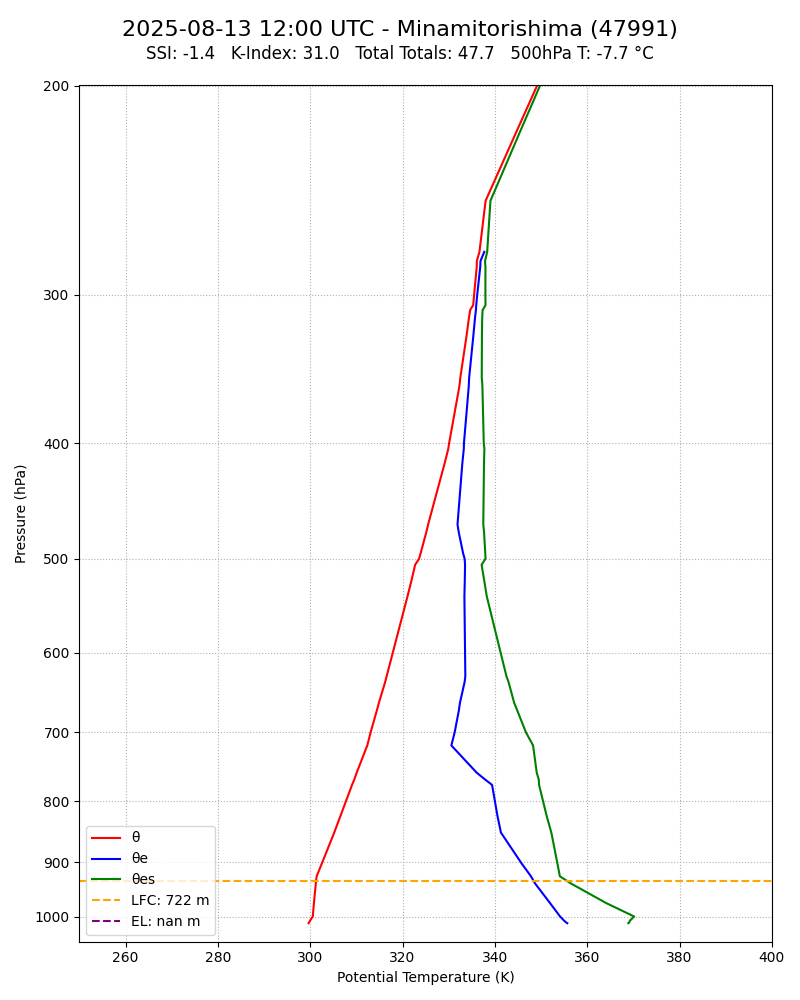 2025-08-13 12:00 UTC - Minamitorishima (47991)
SSI: -1.4   K-Index: 31.0   Total Totals: 47.7   500hPa T: -7.7 °C
200
300
400
500
600
700
800
900
1000
Pressure (hPa)
θ
θe
θes
LFC: 722 m
EL: nan m
260 280 300 320 340 360 380 400
Potential Temperature (K)